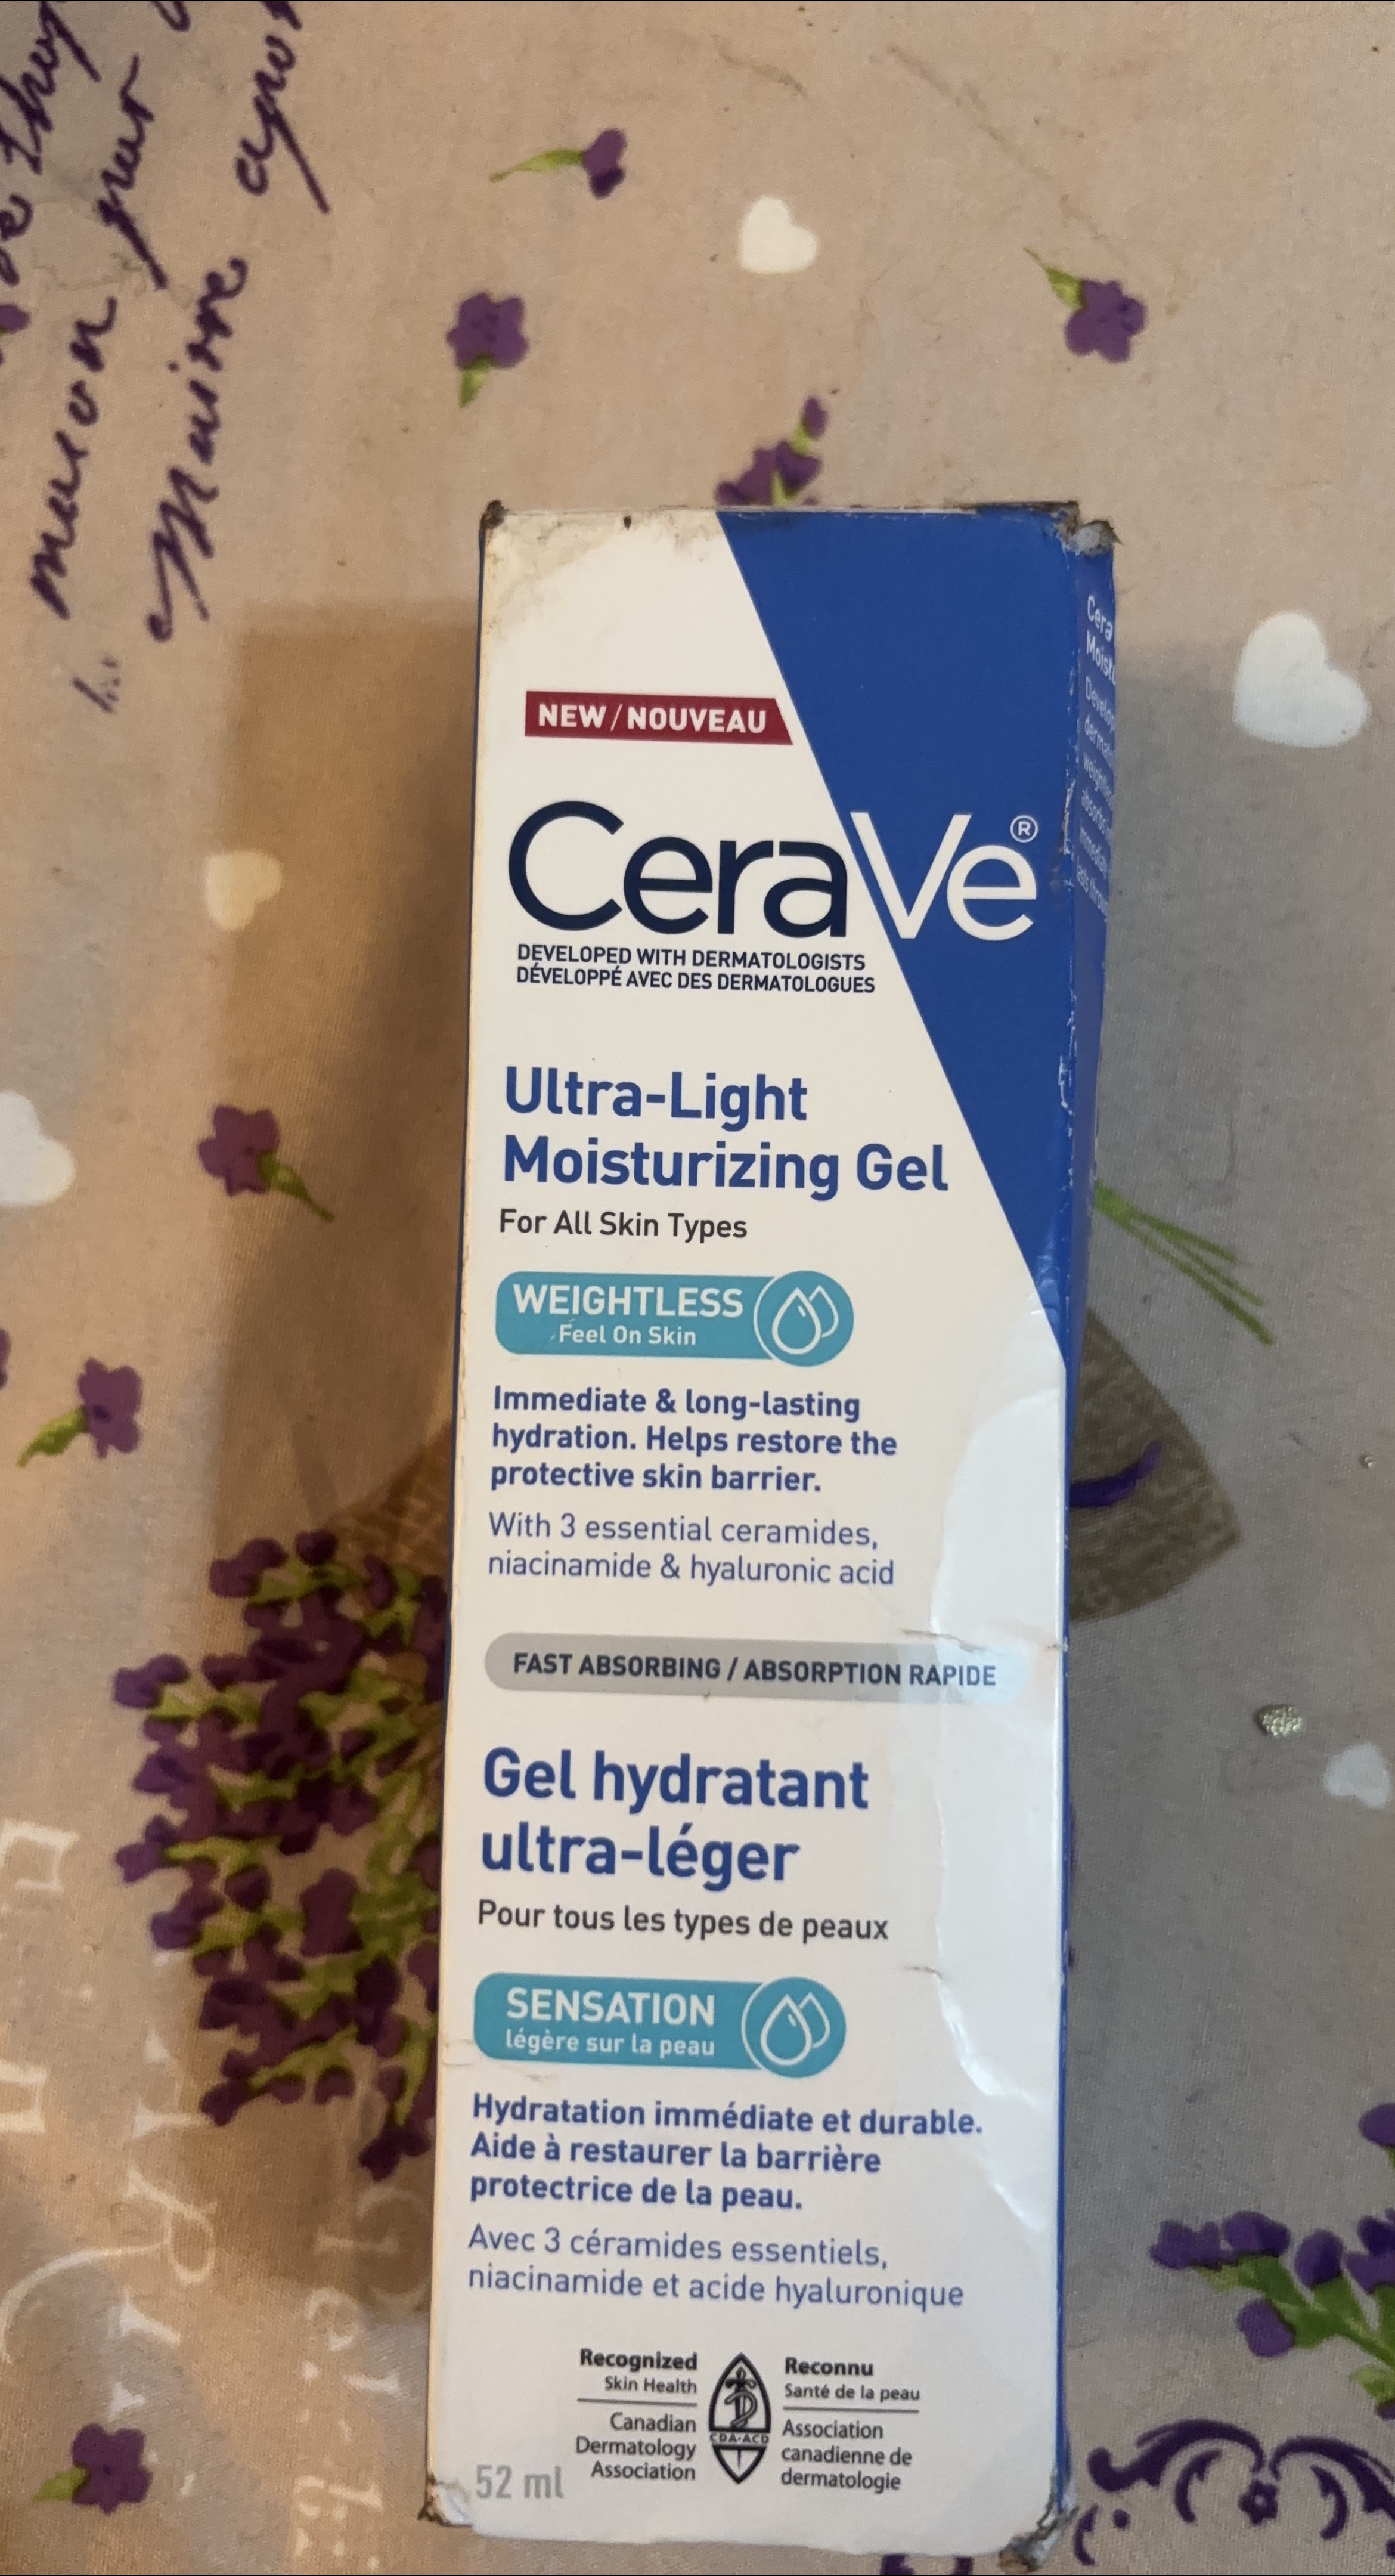 NEW / NOUVEAU
CeraVe®
DEVELOPED WITH DERMATOLOGISTS
DÉVELOPPÉ AVEC DES DERMATOLOGUES
Ultra-Light
Moisturizing Gel
For All Skin Types
WEIGHTLESS
Feel On Skin
Immediate & long-lasting
hydration. Helps restore the
protective skin barrier.
With 3 essential ceramides,
niacinamide & hyaluronic acid
FAST ABSORBING / ABSORPTION RAPIDE
Gel hydratant
ultra-léger
Pour tous les types de peaux
SENSATION
légère sur la peau
Hydratation immédiate et durable.
Aide à restaurer la barrière
protectrice de la peau.
Avec 3 céramides essentiels,
niacinamide et acide hyaluronique
Recognized
Skin Health
Canadian
Dermatology
Association
CDA-ACD
Reconnu
Santé de la peau
Association
canadienne de
dermatologie
52 ml